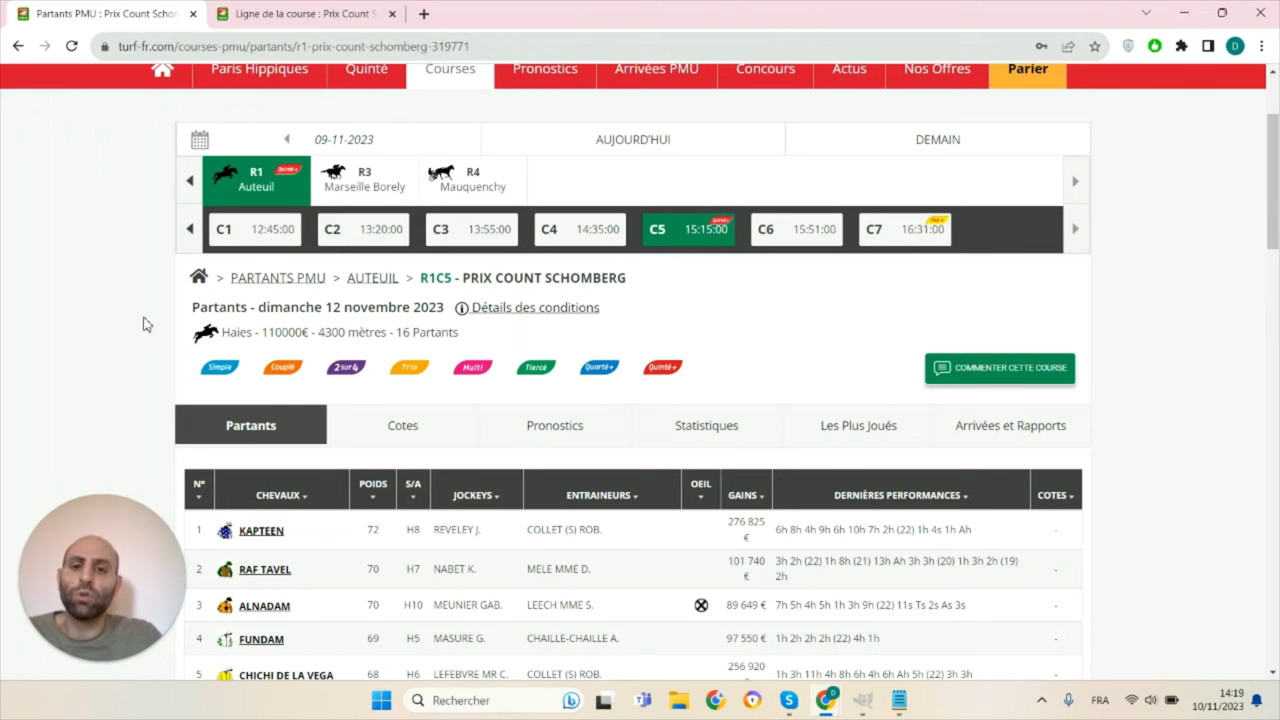 Partants PMU : Prix Count Schon
Ligne de la course : Prix Count S
turf-fr.com/courses-pmu/partants/r1-prix-count-schomberg-319771
D
Paris Hippiques Quinté Courses Pronostics Arrivées PMU Concours Actus Nos Offres Parier
09-11-2023 AUJOURD'HUI DEMAIN
R1 Quinté+ R3 R4
Auteuil Marseille Borely Mauquenchy
C1 12:45:00 C2 13:20:00 C3 13:55:00 C4 14:35:00 C5 15:15:00 Quinté+ C6 15:51:00 C7 16:31:00
> PARTANTS PMU > AUTEUIL > R1C5 - PRIX COUNT SCHOMBERG
Partants - dimanche 12 novembre 2023 Détails des conditions
Haies - 110000€ - 4300 mètres - 16 Partants
Simple Couplé 2sur4 Trio Multi Tiercé Quarté+ Quinté+
COMMENTER CETTE COURSE
Partants Cotes Pronostics Statistiques Les Plus Joués Arrivées et Rapports
N° CHEVAUX POIDS S/A JOCKEYS ENTRAINEURS OEIL GAINS DERNIÈRES PERFORMANCES COTES
1 KAPTEEN 72 H8 REVELEY J. COLLET (S) ROB. 276 825 € 6h 8h 4h 9h 6h 10h 7h 2h (22) 1h 4s 1h Ah -
2 RAF TAVEL 70 H7 NABET K. MELE MME D. 101 740 € 3h 2h (22) 1h 8h (21) 13h Ah 3h 3h (20) 1h 3h 2h (19) 2h -
3 ALNADAM 70 H10 MEUNIER GAB. LEECH MME S. 89 649 € 7h 5h 4h 5h 1h 3h 9h (22) 11s Ts 2s As 3s -
4 FUNDAM 69 H5 MASURE G. CHAILLE-CHAILLE A. 97 550 € 1h 2h 2h 2h (22) 4h 1h -
5 CHICHI DE LA VEGA 68 H6 LEFEBVRE MR C. COLLET (S) ROB. 256 920 1h 3h 11h 4h 8h 6h 4h 6h Ah 5h (22) 3h 3h -
Rechercher
FRA
14:19
10/11/2023